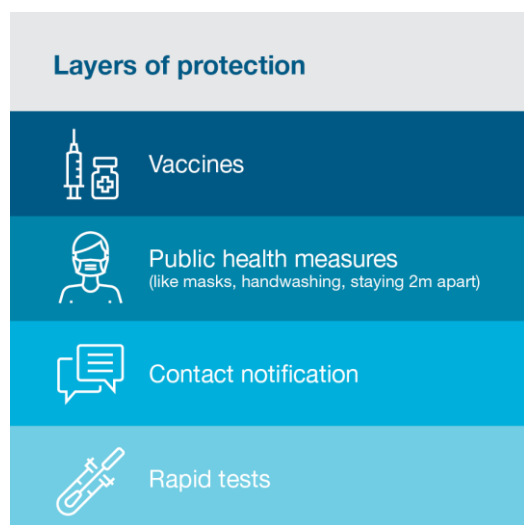 Layers of protection
Vaccines
Public health measures
(like masks, handwashing, staying 2m apart)
Contact notification
Rapid tests